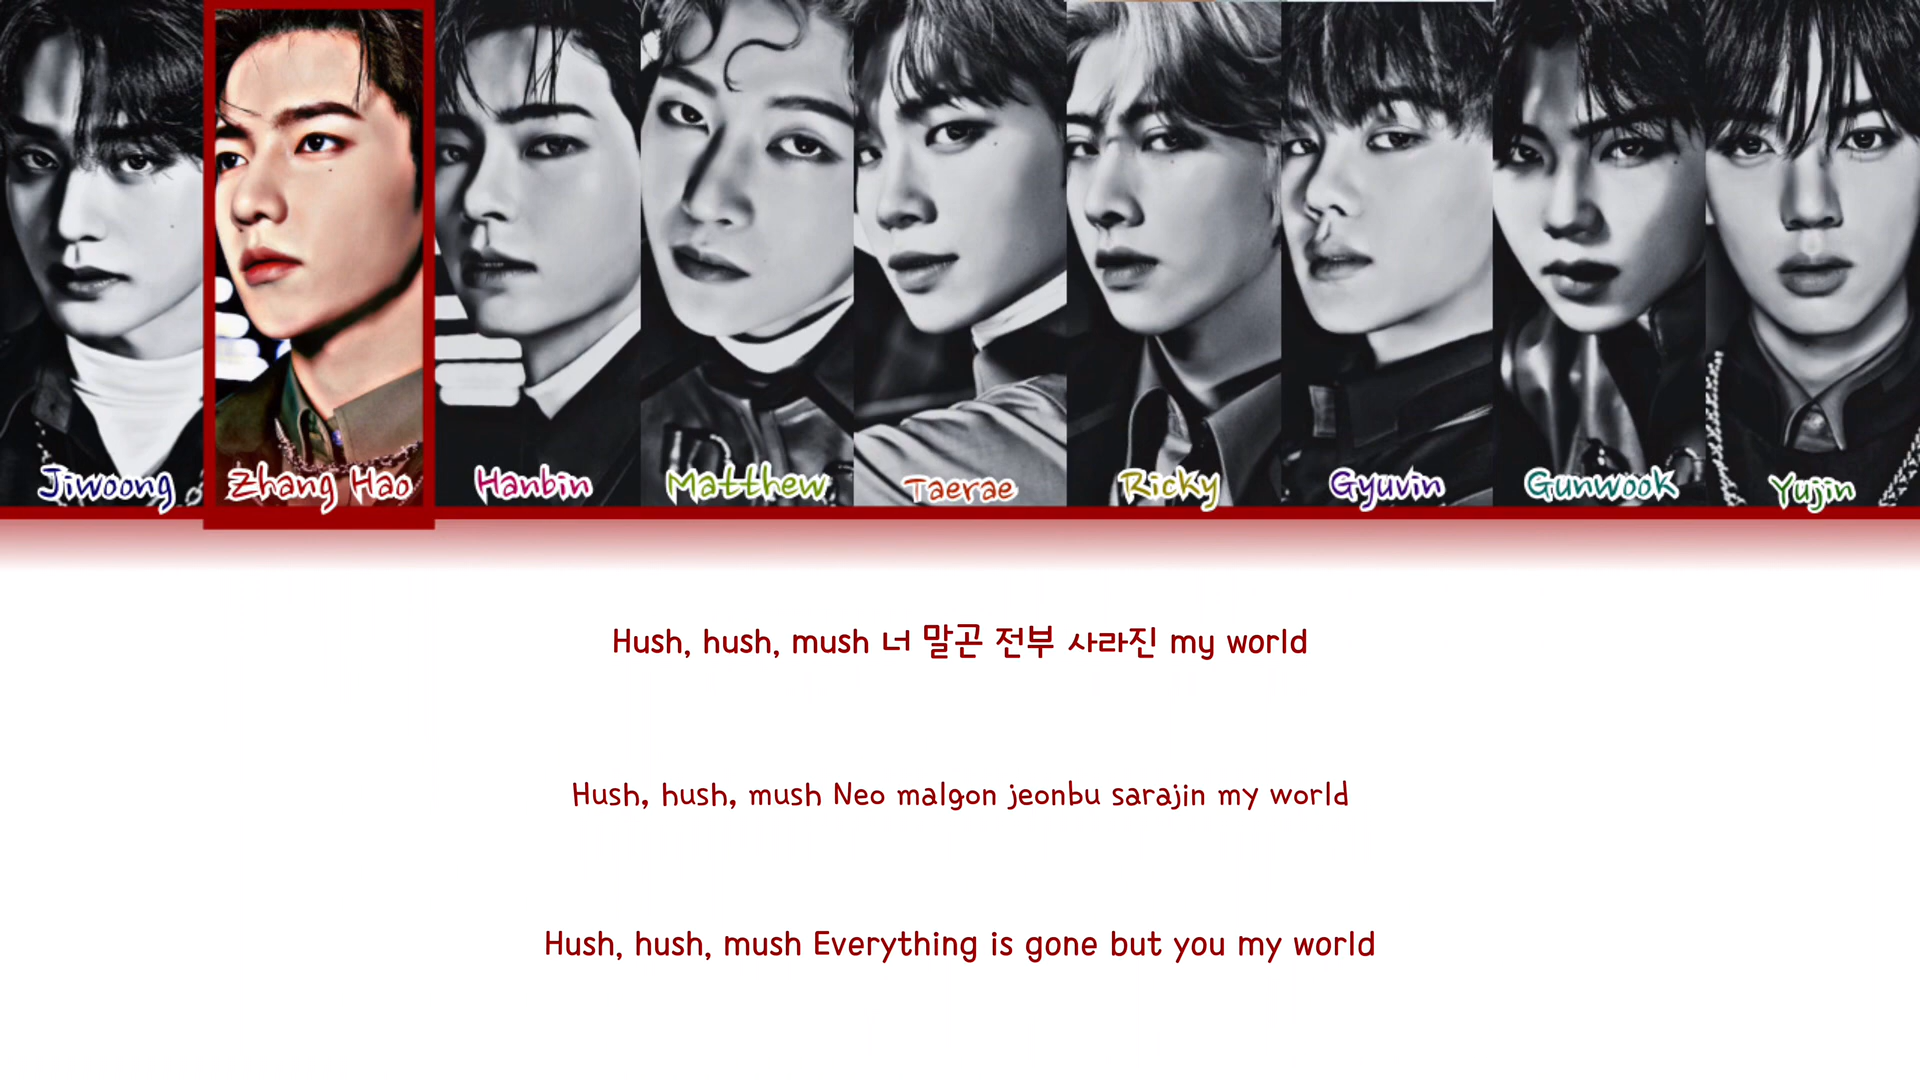 Jiwoong Zhang Hao Hanbin Matthew Taerae Ricky Gyuvin Gunwook Yujin
Hush, hush, mush 너 말곤 전부 사라진 my world
Hush, hush, mush Neo malgon jeonbu sarajin my world
Hush, hush, mush Everything is gone but you my world